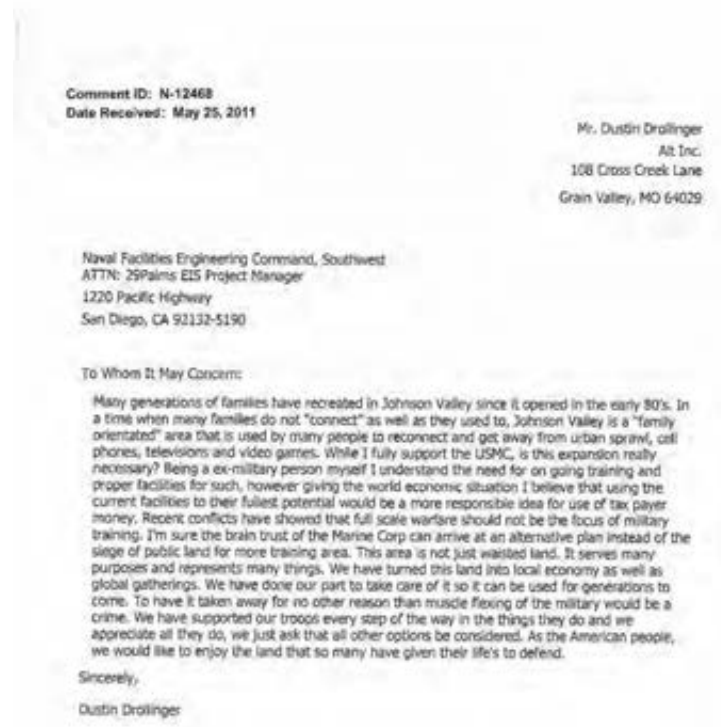 Comment ID: N-12468
Date Received: May 25, 2011
Mr. Dustin Drollinger
Alt Inc.
108 Cross Creek Lane
Grain Valley, MO 64029
Naval Facilities Engineering Command, Southwest
ATTN: 29Palms EIS Project Manager
1220 Pacific Highway
San Diego, CA 92132-5190
To Whom It May Concern:
Many generations of families have recreated in Johnson Valley since it opened in the early 80's. In
a time when many families do not "connect" as well as they used to, Johnson Valley is a "family
orientated" area that is used by many people to reconnect and get away from urban sprawl, cell
phones, televisions and video games. While I fully support the USMC, is this expansion really
necessary? Being a ex-military person myself I understand the need for on going training and
proper facilities for such, however giving the world economic situation I believe that using the
current facilities to their fullest potential would be a more responsible idea for use of tax payer
money. Recent conflicts have showed that full scale warfare should not be the focus of military
training. I'm sure the brain trust of the Marine Corp can arrive at an alternative plan instead of the
siege of public land for more training area. This area is not just waisted land. It serves many
purposes and represents many things. We have turned this land into local economy as well as
global gatherings. We have done our part to take care of it so it can be used for generations to
come. To have it taken away for no other reason than muscle flexing of the military would be a
crime. We have supported our troops every step of the way in the things they do and we
appreciate all they do, we just ask that all other options be considered. As the American people,
we would like to enjoy the land that so many have given their life's to defend.
Sincerely,
Dustin Drollinger